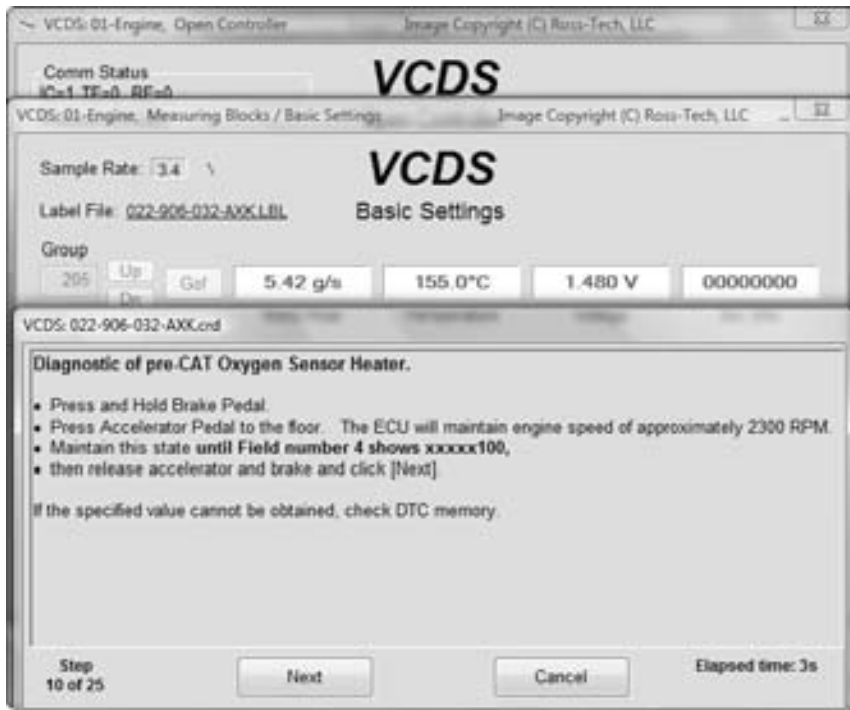 VCDS: 01-Engine, Open Controller Image Copyright (C) Ross-Tech, LLC
Comm Status
IC=1 TE=0 RF=0
VCDS
VCDS: 01-Engine, Measuring Blocks / Basic Settings Image Copyright (C) Ross-Tech, LLC
Sample Rate: 3.4
VCDS
Label File: 022-906-032-AXK.LBL Basic Settings
Group
205 Up Go! 5.42 g/s 155.0°C 1.480 V 00000000
Dn
VCDS: 022-906-032-AXK.crd
Diagnostic of pre-CAT Oxygen Sensor Heater.
• Press and Hold Brake Pedal.
• Press Accelerator Pedal to the floor. The ECU will maintain engine speed of approximately 2300 RPM.
• Maintain this state until Field number 4 shows xxxxx100,
• then release accelerator and brake and click [Next].
If the specified value cannot be obtained, check DTC memory.
Step
10 of 25
Next
Cancel
Elapsed time: 3s